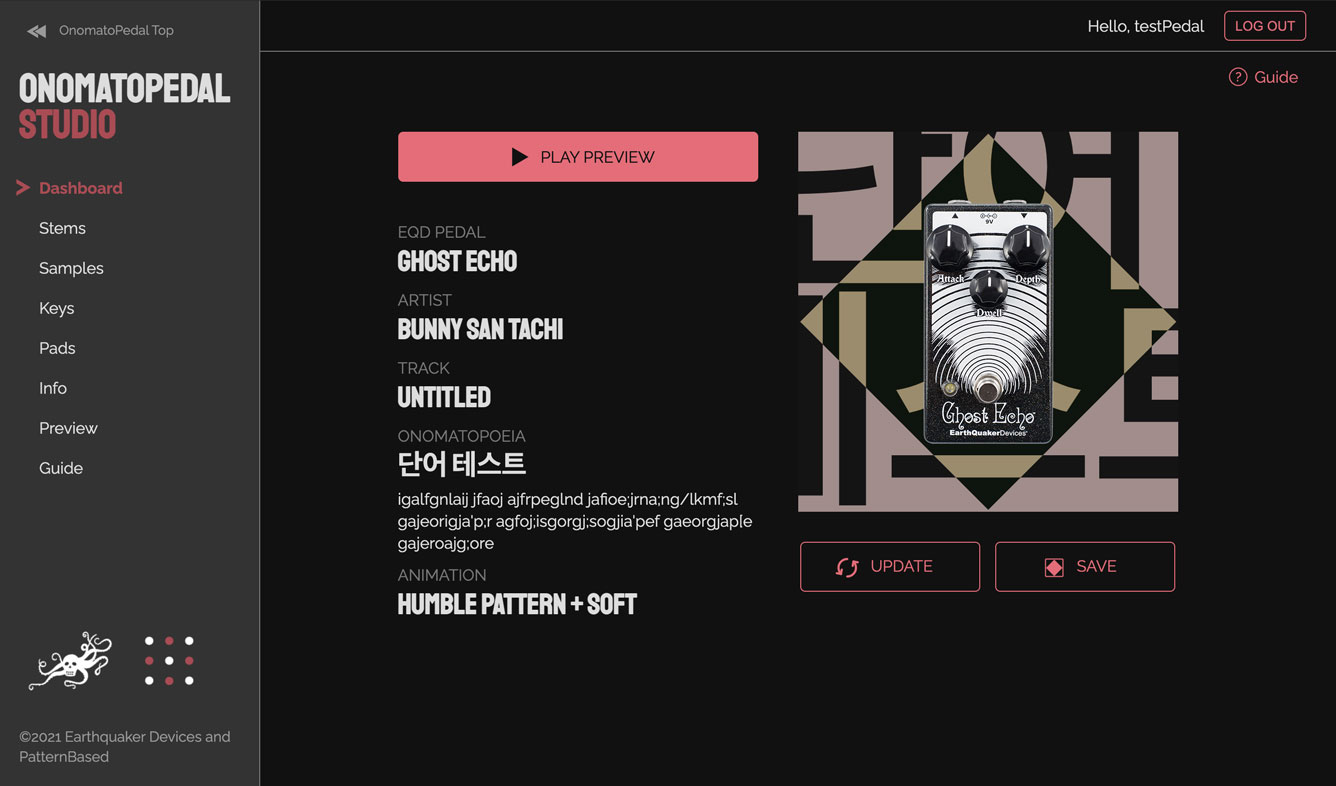 OnomatoPedal Top
ONOMATOPEDAL
STUDIO
Dashboard
Stems
Samples
Keys
Pads
Info
Preview
Guide
©2021 Earthquaker Devices and
PatternBased
Hello, testPedal
LOG OUT
? Guide
PLAY PREVIEW
EQD PEDAL
GHOST ECHO
ARTIST
BUNNY SAN TACHI
TRACK
UNTITLED
ONOMATOPOEIA
단어 테스트
igalfgnlaij jfaoj ajfrpeglnd jafioe;jrna;ng/lkmf;sl
gajeorigja'p;r agfoj;isgorgj;sogjia'pef gaeorgjap[e
gajeroajg;ore
ANIMATION
HUMBLE PATTERN + SOFT
9V
Attack
Depth
Dwell
Ghost Echo
EarthQuakerDevices
UPDATE
SAVE